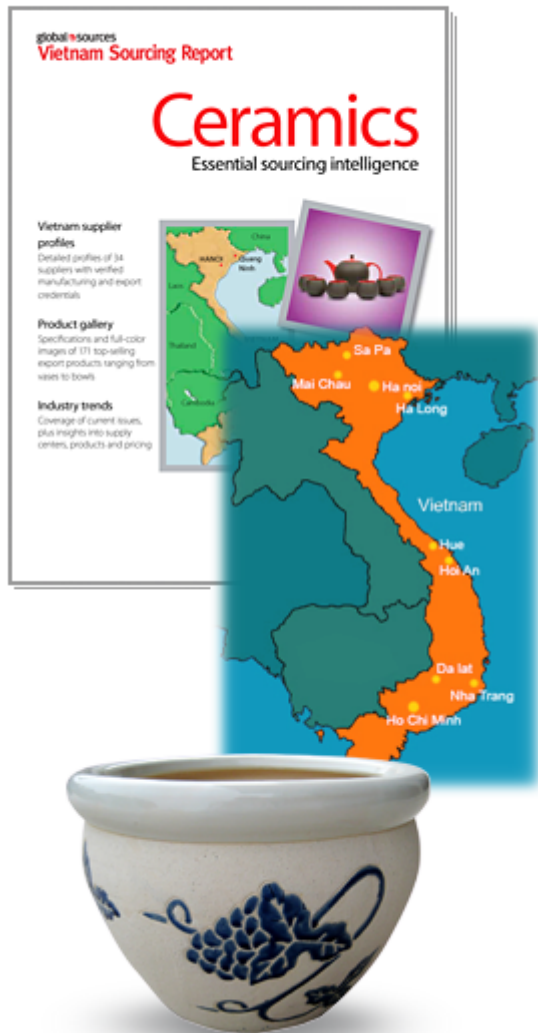 global sources
Vietnam Sourcing Report
Ceramics
Essential sourcing intelligence
Vietnam supplier
profiles
Detailed profiles of 34
suppliers with verified
manufacturing and export
credentials
Product gallery
Specifications and full-color
images of 171 top-selling
export products ranging from
vases to bowls
Industry trends
Coverage of current issues,
plus insights into supply
centers, products and pricing
China
HANOI
Quang
Ninh
Laos
Thailand
Cambodia
Sa Pa
Mai Chau
Ha noi
Ha Long
Vietnam
Hue
Hoi An
Da lat
Nha Trang
Ho Chi Minh